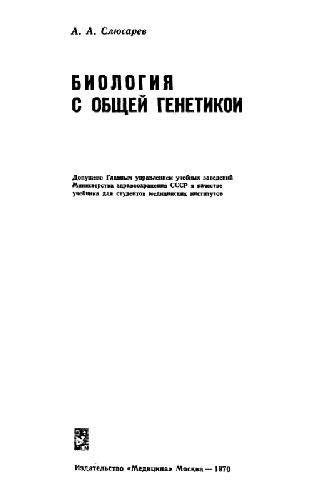 А. А. Слюсарев
БИОЛОГИЯ
С ОБЩЕЙ ГЕНЕТИКОЙ
Допущено Главным управлением учебных заведений
Министерства здравоохранения СССР в качестве
учебника для студентов медицинских институтов
Издательство «Медицина» Москва — 1970